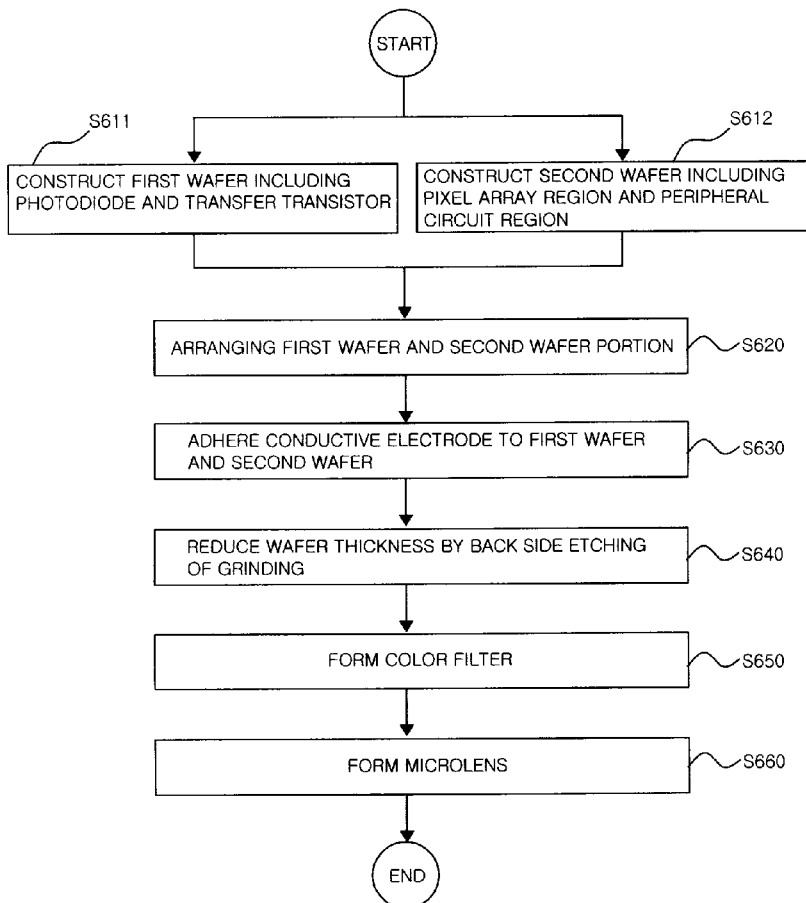 START
S611
S612
CONSTRUCT FIRST WAFER INCLUDING
PHOTODIODE AND TRANSFER TRANSISTOR
CONSTRUCT SECOND WAFER INCLUDING
PIXEL ARRAY REGION AND PERIPHERAL
CIRCUIT REGION
ARRANGING FIRST WAFER AND SECOND WAFER PORTION
S620
ADHERE CONDUCTIVE ELECTRODE TO FIRST WAFER
AND SECOND WAFER
S630
REDUCE WAFER THICKNESS BY BACK SIDE ETCHING
OF GRINDING
S640
FORM COLOR FILTER
S650
FORM MICROLENS
S660
END